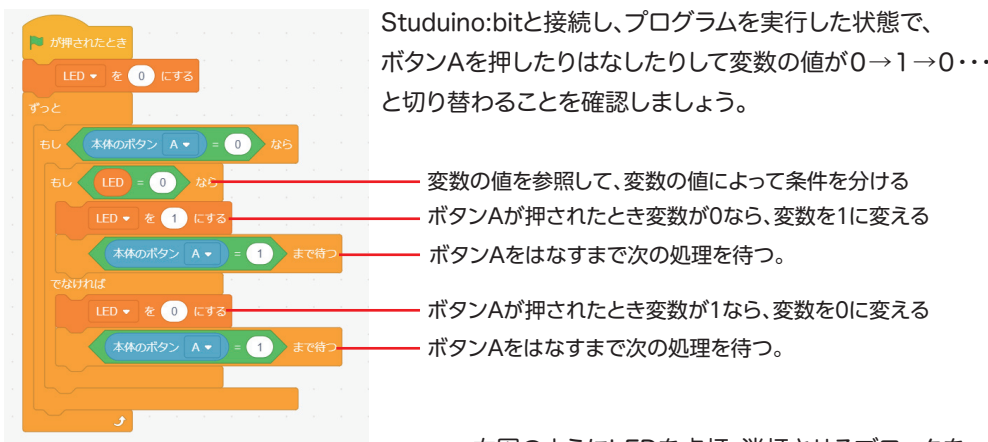 Studuino:bitと接続し、プログラムを実行した状態で、
ボタンAを押したりはなしたりして変数の値が0→1→0・・・
と切り替わることを確認しましょう。
が押されたとき
LED を 0 にする
ずっと
もし 本体のボタン A = 0 なら
もし LED = 0 なら
変数の値を参照して、変数の値によって条件を分ける
LED を 1 にする
ボタンAが押されたとき変数が0なら、変数を1に変える
本体のボタン A = 1 まで待つ
ボタンAをはなすまで次の処理を待つ。
でなければ
LED を 0 にする
ボタンAが押されたとき変数が1なら、変数を0に変える
本体のボタン A = 1 まで待つ
ボタンAをはなすまで次の処理を待つ。